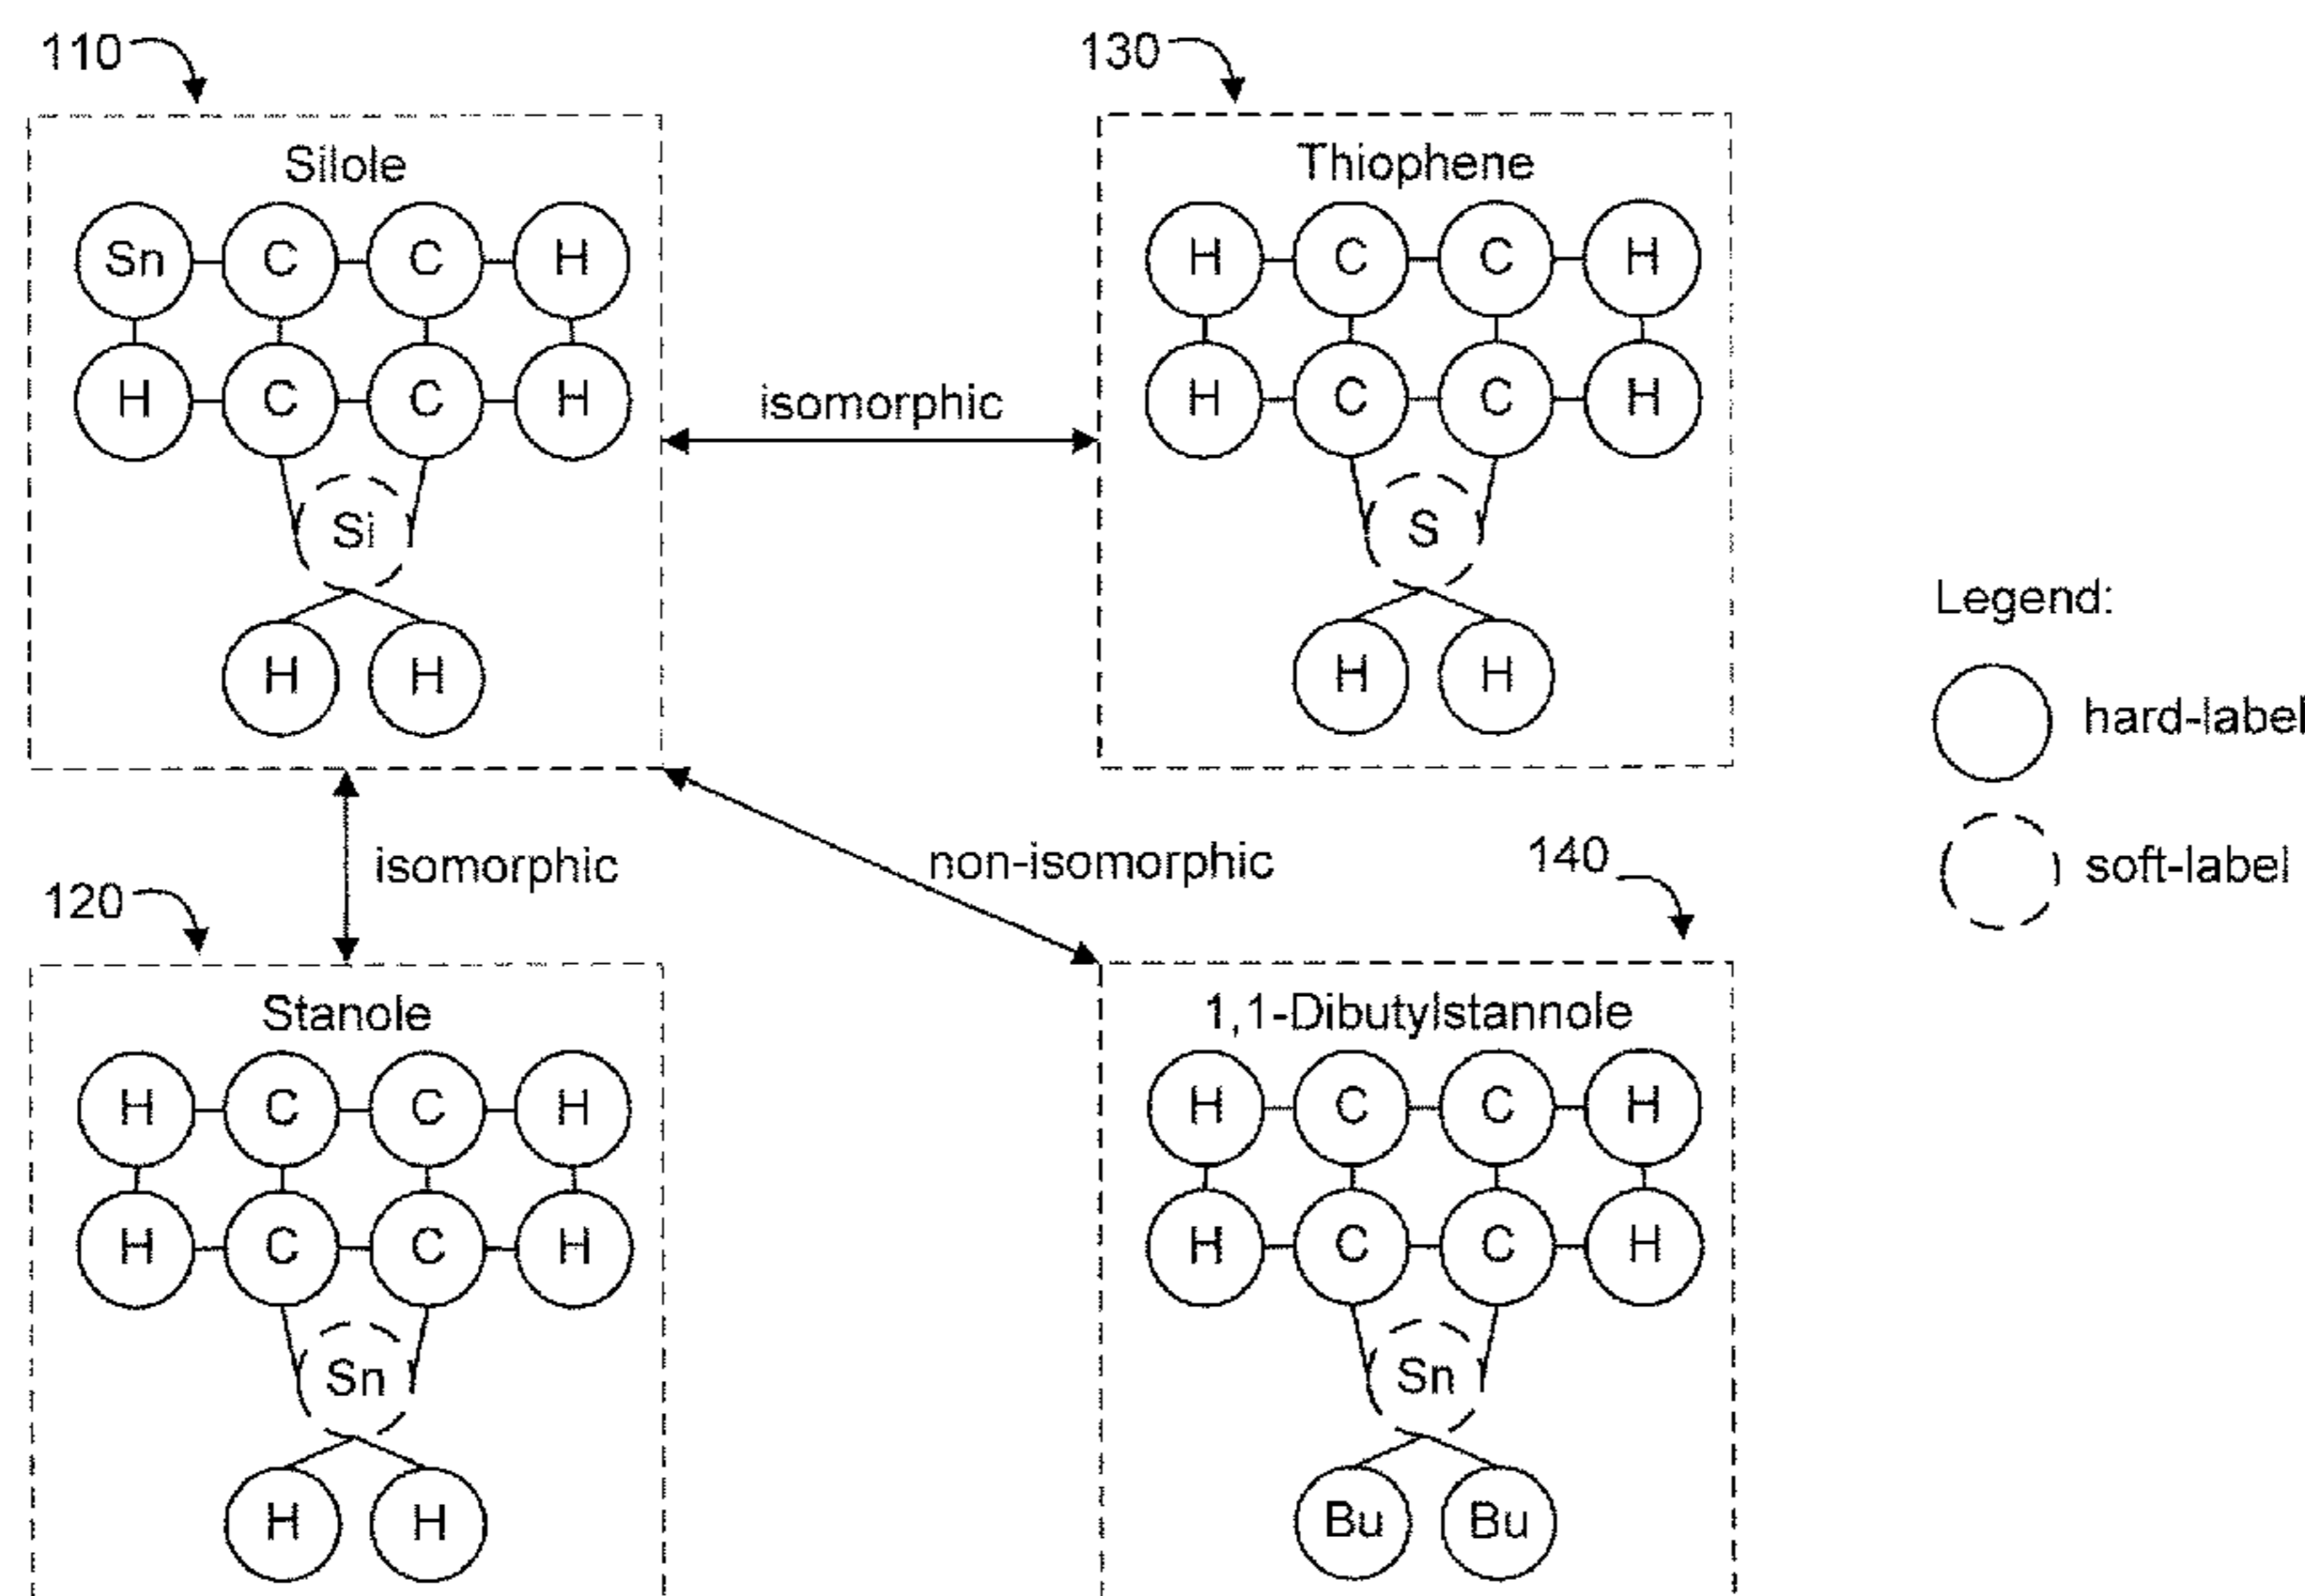 110
130
Silole
Thiophene
Sn C C H
H C C H
H C C H
H C C H
isomorphic
Si
S
H H
H H
Legend:
hard-label
soft-label
isomorphic
non-isomorphic
120
140
Stanole
1,1-Dibutylstannole
H C C H
H C C H
H C C H
H C C H
Sn
Sn
H H
Bu Bu